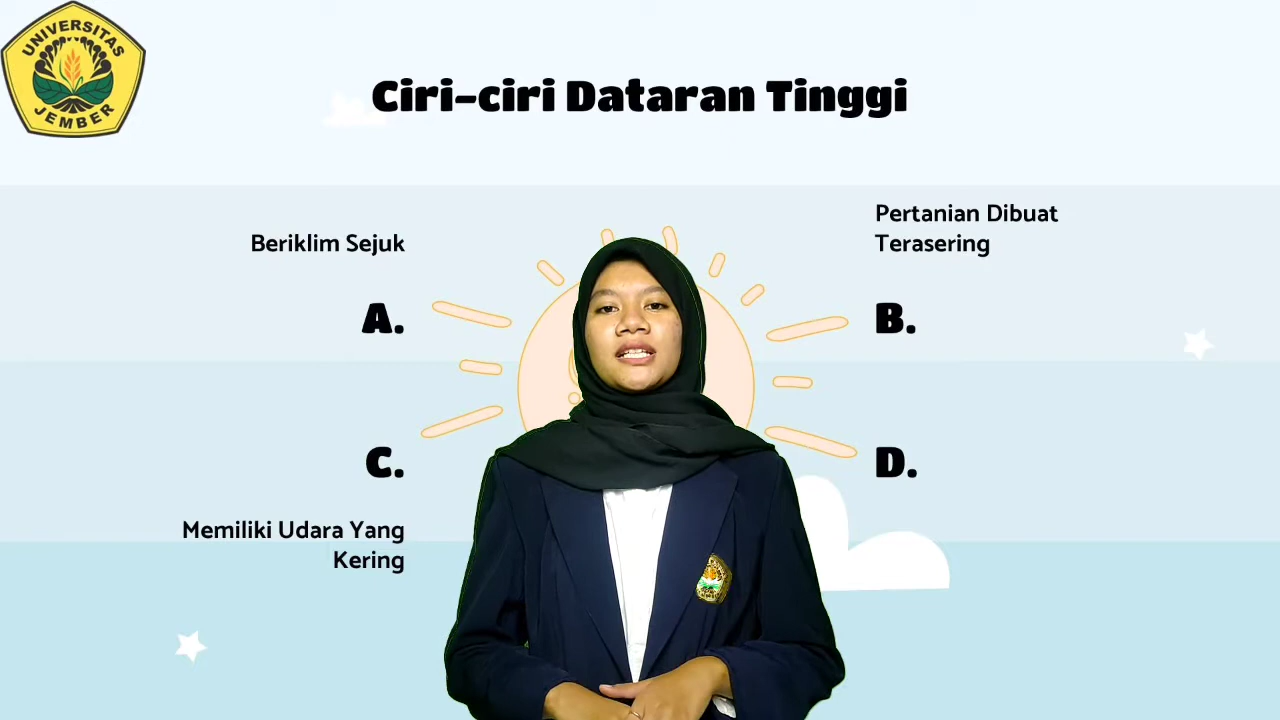 UNIVERSITAS
JEMBER
Ciri-ciri Dataran Tinggi
Beriklim Sejuk
A.
Pertanian Dibuat
Terasering
B.
C.
Memiliki Udara Yang
Kering
D.